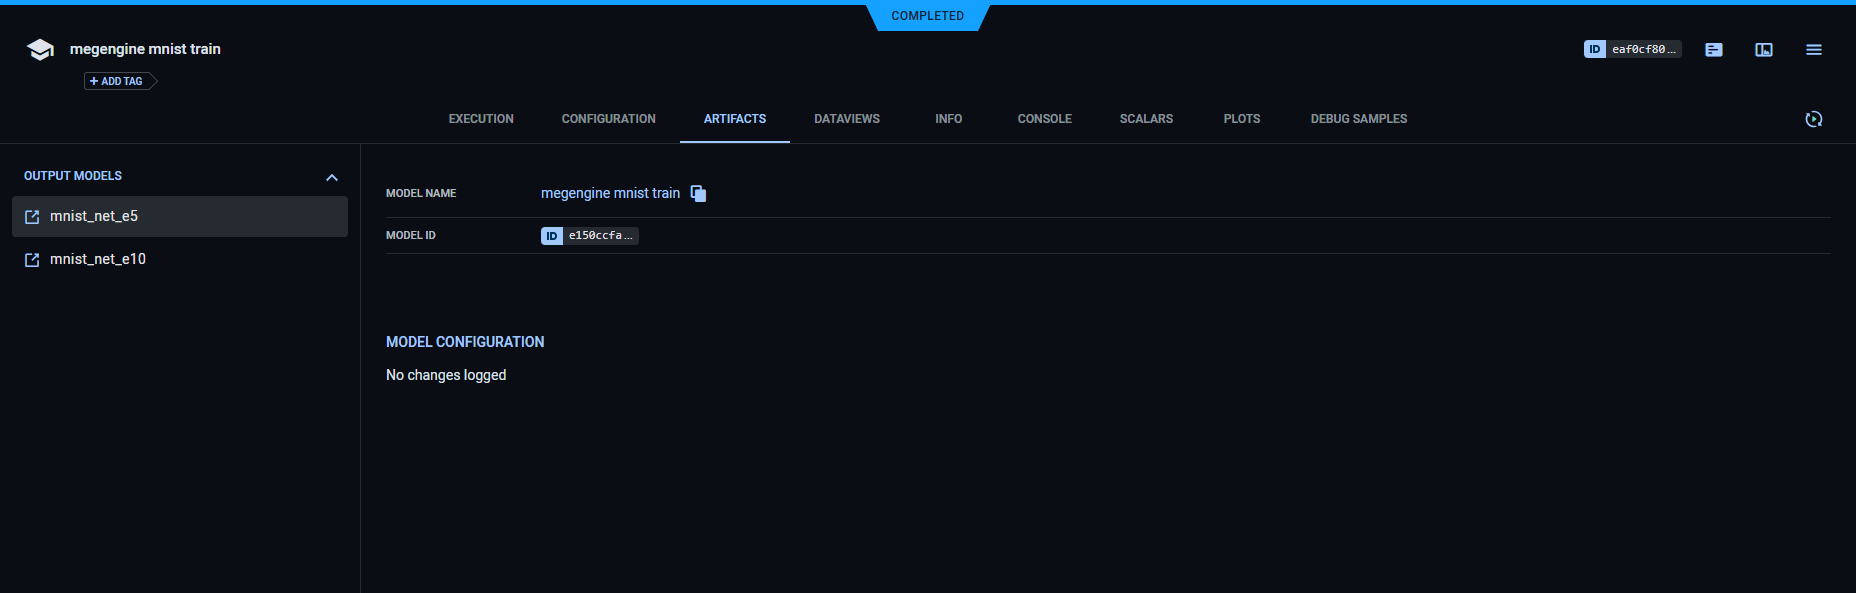 COMPLETED
megengine mnist train
ID eaf0cf80...
+ ADD TAG
EXECUTION CONFIGURATION ARTIFACTS DATAVIEWS INFO CONSOLE SCALARS PLOTS DEBUG SAMPLES
OUTPUT MODELS
mnist_net_e5
mnist_net_e10
MODEL NAME megengine mnist train
MODEL ID ID e150ccfa...
MODEL CONFIGURATION
No changes logged